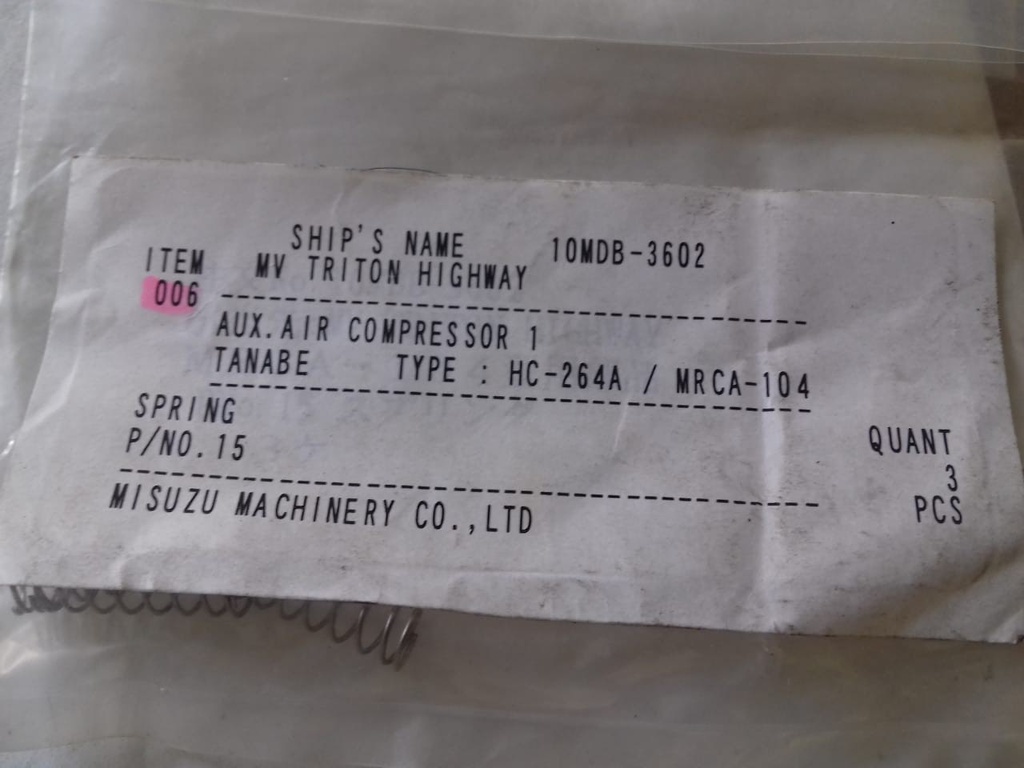 SHIP'S NAME 10MDB-3602
ITEM MV TRITON HIGHWAY
006
AUX.AIR COMPRESSOR 1
TANABE TYPE : HC-264A / MRCA-104
SPRING QUANT
P/NO.15 3
MISUZU MACHINERY CO.,LTD PCS